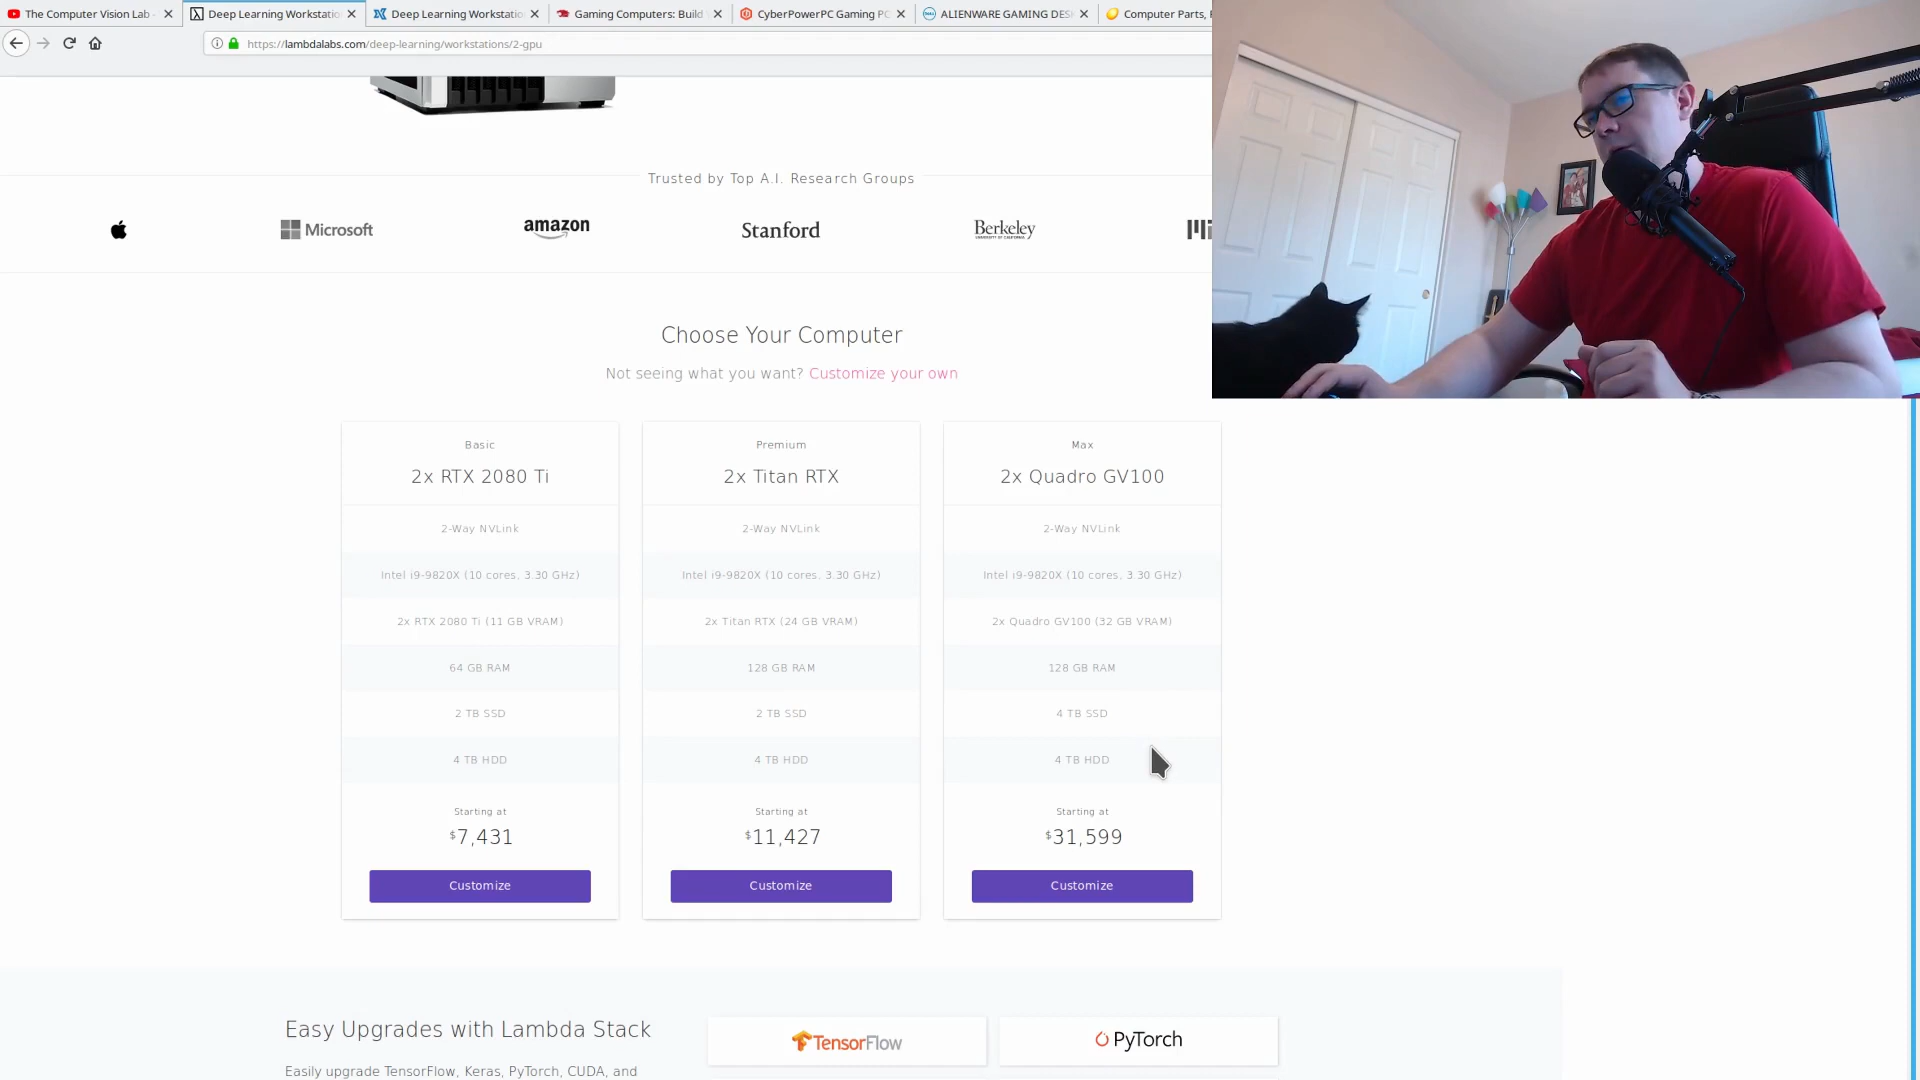 The Computer Vision Lab -
Deep Learning Workstatio
Deep Learning Workstatio
Gaming Computers: Build
CyberPowerPC Gaming PC
ALIENWARE GAMING DES
Computer Parts,
https://lambdalabs.com/deep-learning/workstations/2-gpu
Trusted by Top A.I. Research Groups
Microsoft
amazon
Stanford
Berkeley
Choose Your Computer
Not seeing what you want? Customize your own
Basic
2x RTX 2080 Ti
2-Way NVLink
Intel i9-9820X (10 cores, 3.30 GHz)
2x RTX 2080 Ti (11 GB VRAM)
64 GB RAM
2 TB SSD
4 TB HDD
Starting at
$7,431
Customize
Premium
2x Titan RTX
2-Way NVLink
Intel i9-9820X (10 cores, 3.30 GHz)
2x Titan RTX (24 GB VRAM)
128 GB RAM
2 TB SSD
4 TB HDD
Starting at
$11,427
Customize
Max
2x Quadro GV100
2-Way NVLink
Intel i9-9820X (10 cores, 3.30 GHz)
2x Quadro GV100 (32 GB VRAM)
128 GB RAM
4 TB SSD
4 TB HDD
Starting at
$31,599
Customize
Easy Upgrades with Lambda Stack
Easily upgrade TensorFlow, Keras, PyTorch, CUDA, and
TensorFlow
PyTorch